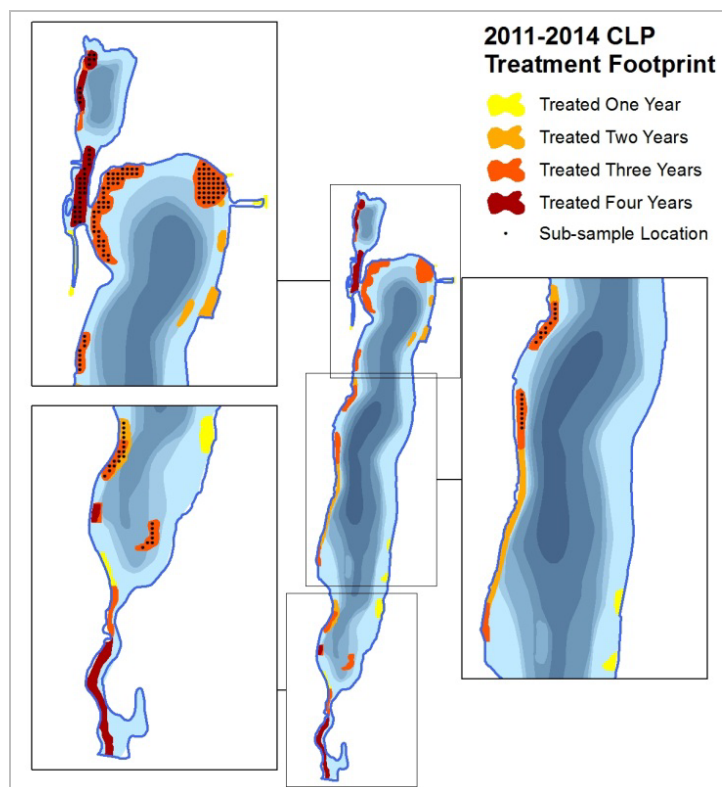 2011-2014 CLP
Treatment Footprint
Treated One Year
Treated Two Years
Treated Three Years
Treated Four Years
Sub-sample Location